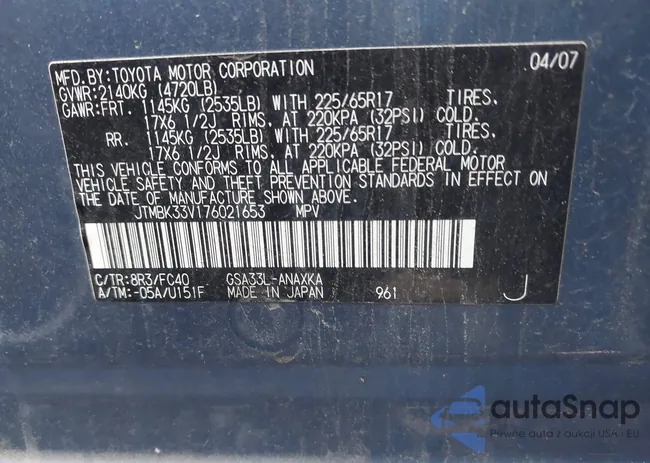 MFD. BY: TOYOTA MOTOR CORPORATION 04/07
GVWR: 2140KG (4720LB)
GAWR: FRT. 1145KG (2535LB) WITH 225/65R17 TIRES.
17X6 1/2J RIMS. AT 220KPA (32PSI) COLD.
RR. 1145KG (2535LB) WITH 225/65R17 TIRES.
17X6 1/2J RIMS. AT 220KPA (32PSI) COLD.
THIS VEHICLE CONFORMS TO ALL APPLICABLE FEDERAL MOTOR
VEHICLE SAFETY AND THEFT PREVENTION STANDARDS IN EFFECT ON
THE DATE OF MANUFACTURE SHOWN ABOVE.
JTMBK33V176021653 MPV
C/TR: 8R3/FC40 GSA33L-ANAXKA
A/TM: -05A/U151F MADE IN JAPAN 961 J
autaSnap
Pewne auto z aukcji USA i EU